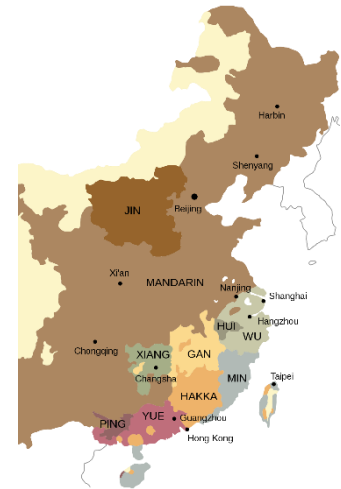 Harbin
Shenyang
Beijing
JIN
Xi'an
MANDARIN
Nanjing
Shanghai
Hangzhou
HUI
WU
Chongqing
XIANG
GAN
Changsha
MIN
Taipei
HAKKA
YUE
Guangzhou
PING
Hong Kong